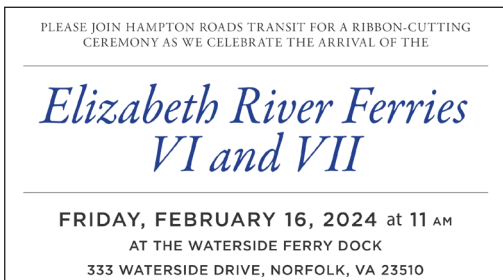 PLEASE JOIN HAMPTON ROADS TRANSIT FOR A RIBBON-CUTTING
CEREMONY AS WE CELEBRATE THE ARRIVAL OF THE
Elizabeth River Ferries
VI and VII
FRIDAY, FEBRUARY 16, 2024 at 11 AM
AT THE WATERSIDE FERRY DOCK
333 WATERSIDE DRIVE, NORFOLK, VA 23510